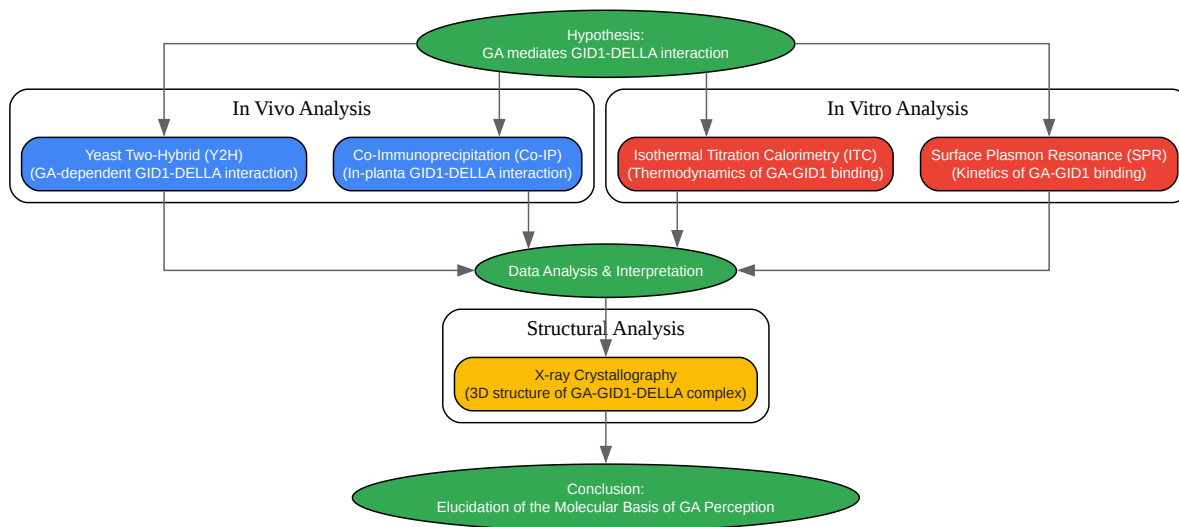 Hypothesis:
GA mediates GID1-DELLA interaction
In Vivo Analysis
In Vitro Analysis
Yeast Two-Hybrid (Y2H)
(GA-dependent GID1-DELLA interaction)
Co-Immunoprecipitation (Co-IP)
(In-planta GID1-DELLA interaction)
Isothermal Titration Calorimetry (ITC)
(Thermodynamics of GA-GID1 binding)
Surface Plasmon Resonance (SPR)
(Kinetics of GA-GID1 binding)
Data Analysis & Interpretation
Structural Analysis
X-ray Crystallography
(3D structure of GA-GID1-DELLA complex)
Conclusion:
Elucidation of the Molecular Basis of GA Perception